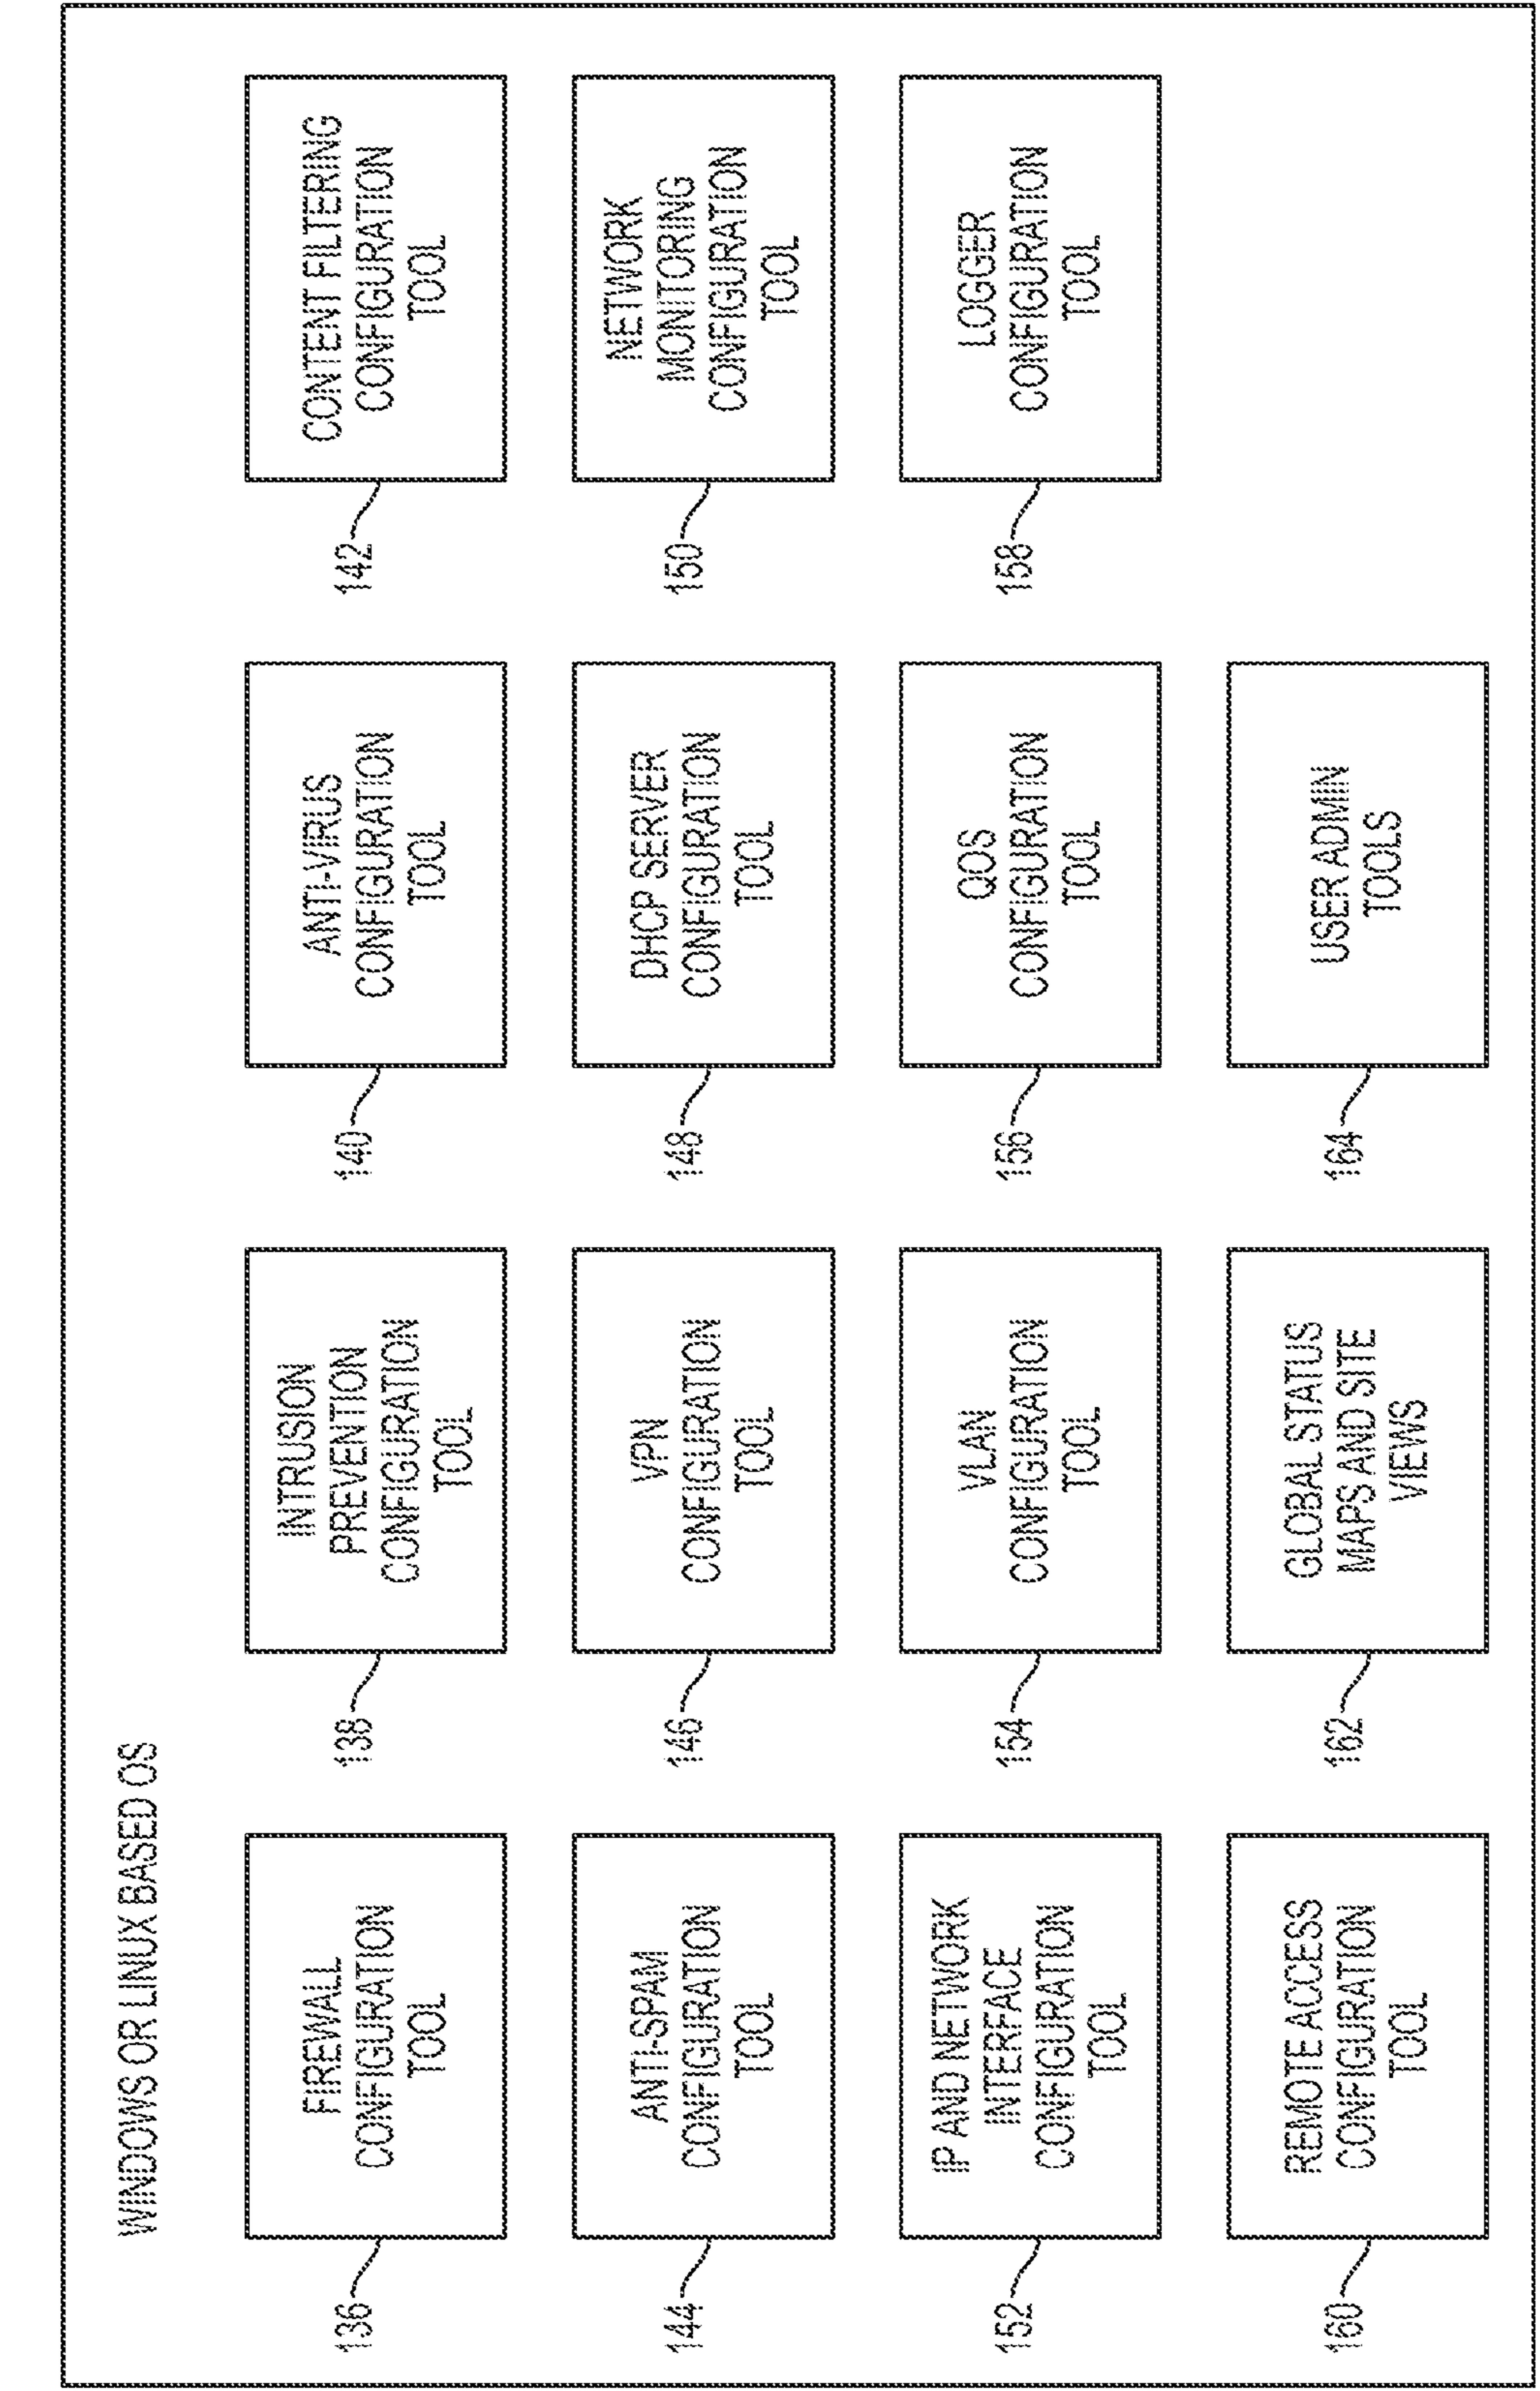 WINDOWS OR LINUX BASED OS
136
FIREWALL
CONFIGURATION
TOOL
138
INTRUSION
PREVENTION
CONFIGURATION
TOOL
140
ANTI-VIRUS
CONFIGURATION
TOOL
142
CONTENT FILTERING
CONFIGURATION
TOOL
144
ANTI-SPAM
CONFIGURATION
TOOL
146
VPN
CONFIGURATION
TOOL
148
DHCP SERVER
CONFIGURATION
TOOL
150
NETWORK
MONITORING
CONFIGURATION
TOOL
152
IP AND NETWORK
INTERFACE
CONFIGURATION
TOOL
154
VLAN
CONFIGURATION
TOOL
156
QOS
CONFIGURATION
TOOL
158
LOGGER
CONFIGURATION
TOOL
160
REMOTE ACCESS
CONFIGURATION
TOOL
162
GLOBAL STATUS
MAPS AND SITE
VIEWS
164
USER ADMIN
TOOLS